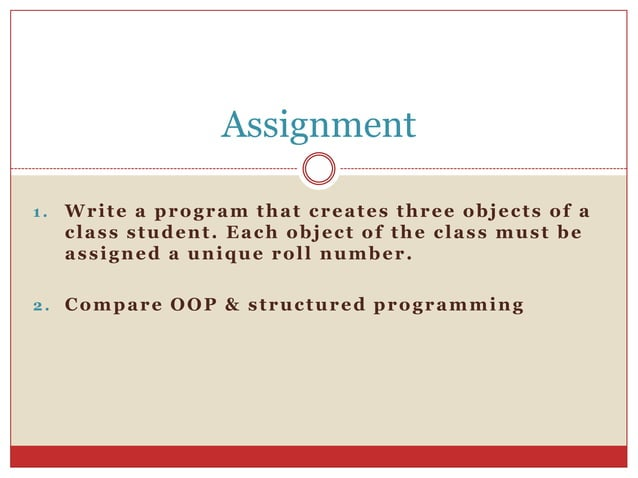 Assignment
1. Write a program that creates three objects of a
class student. Each object of the class must be
assigned a unique roll number.
2. Compare OOP & structured programming